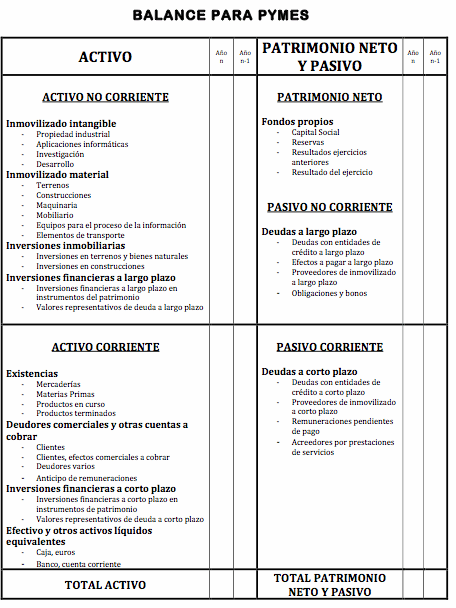 BALANCE PARA PYMES
ACTIVO
Año
n
Año
n-1
PATRIMONIO NETO
Y PASIVO
Año
n
Año
n-1
ACTIVO NO CORRIENTE
Inmovilizado intangible
- Propiedad industrial
- Aplicaciones informáticas
- Investigación
- Desarrollo
Inmovilizado material
- Terrenos
- Construcciones
- Maquinaria
- Mobiliario
- Equipos para el proceso de la información
- Elementos de transporte
Inversiones inmobiliarias
- Inversiones en terrenos y bienes naturales
- Inversiones en construcciones
Inversiones financieras a largo plazo
- Inversiones financieras a largo plazo en
instrumentos del patrimonio
- Valores representativos de deuda a largo plazo
PATRIMONIO NETO
Fondos propios
- Capital Social
- Reservas
- Resultados ejercicios
anteriores
- Resultado del ejercicio
PASIVO NO CORRIENTE
Deudas a largo plazo
- Deudas con entidades de
crédito a largo plazo
- Efectos a pagar a largo plazo
- Proveedores de inmovilizado
a largo plazo
- Obligaciones y bonos
ACTIVO CORRIENTE
Existencias
- Mercaderías
- Materias Primas
- Productos en curso
- Productos terminados
Deudores comerciales y otras cuentas a
cobrar
- Clientes
- Clientes, efectos comerciales a cobrar
- Deudores varios
- Anticipo de remuneraciones
Inversiones financieras a corto plazo
- Inversiones financieras a corto plazo en
instrumentos de patrimonio
- Valores representativos de deuda a corto plazo
Efectivo y otros activos líquidos
equivalentes
- Caja, euros
- Banco, cuenta corriente
PASIVO CORRIENTE
Deudas a corto plazo
- Deudas con entidades de
crédito a corto plazo
- Proveedores de inmovilizado
a corto plazo
- Remuneraciones pendientes
de pago
- Acreedores por prestaciones
de servicios
TOTAL ACTIVO
TOTAL PATRIMONIO
NETO Y PASIVO